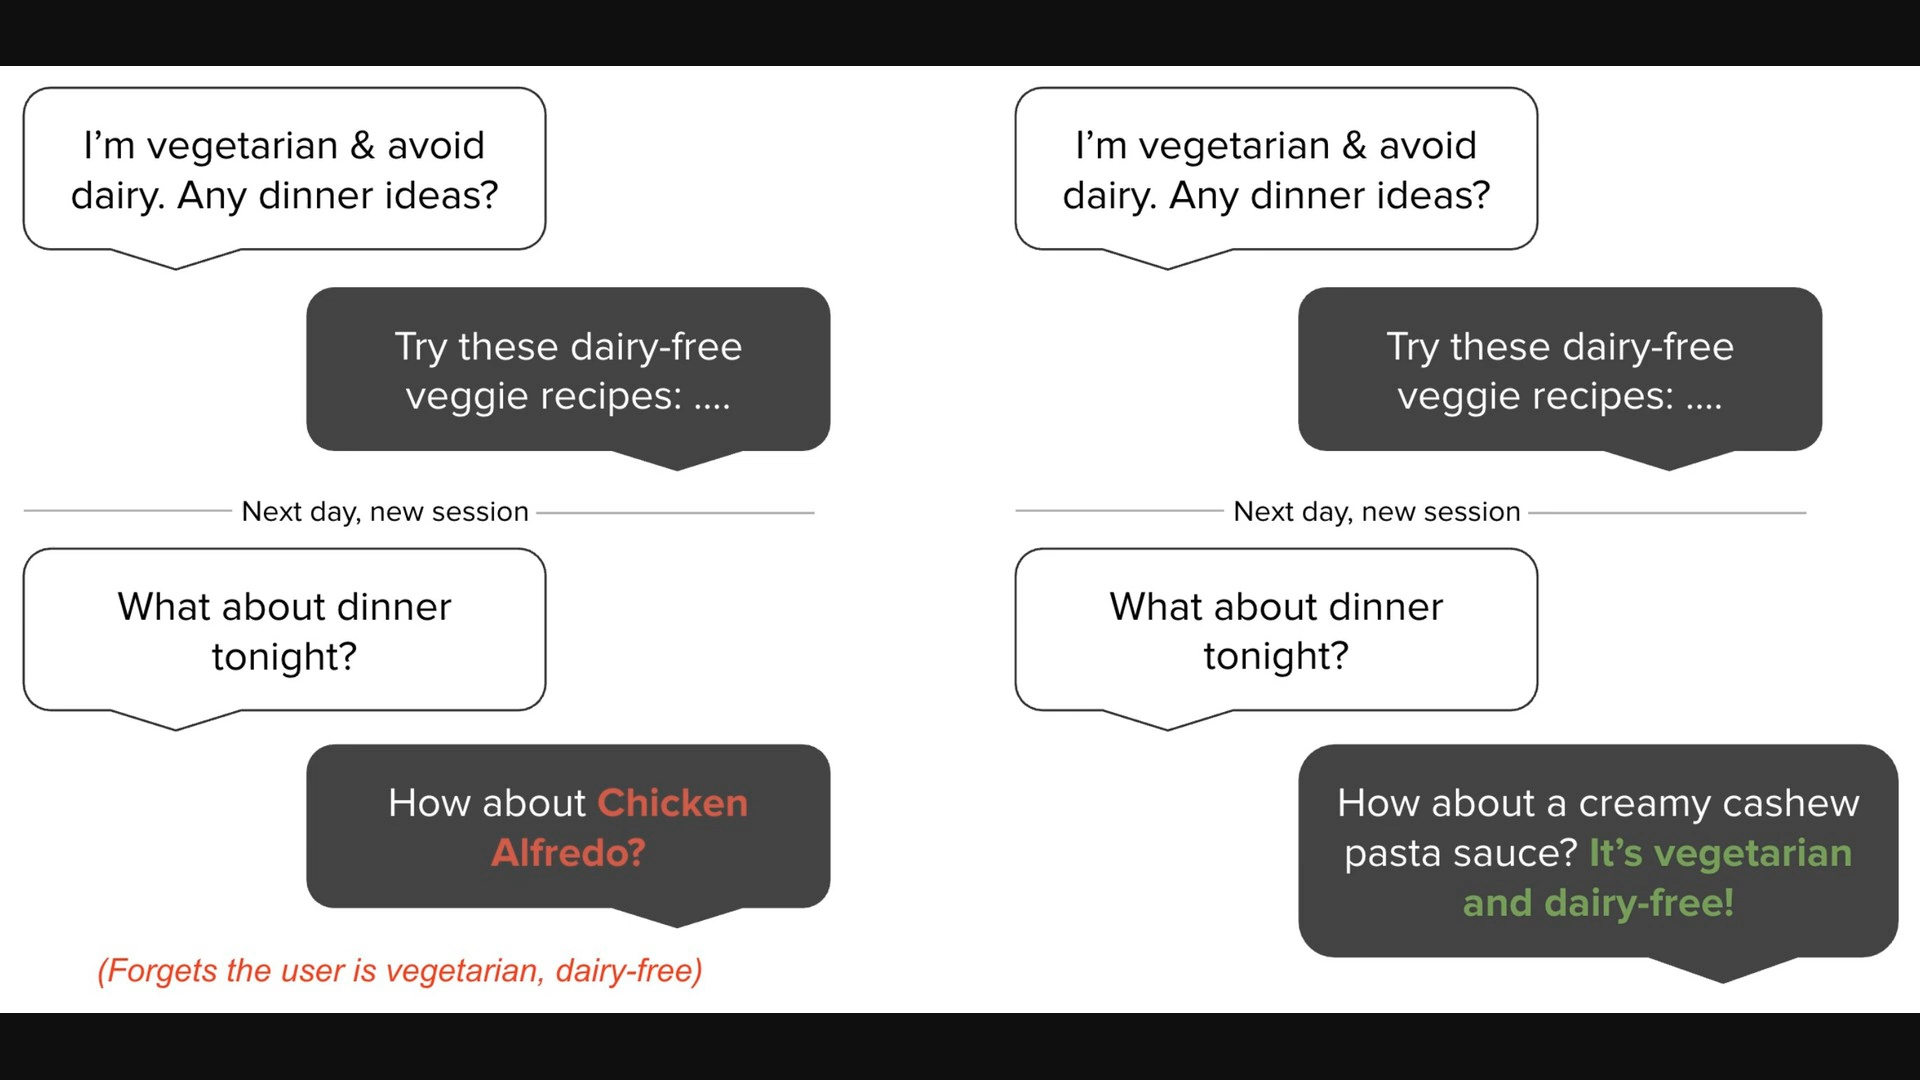 I’m vegetarian & avoid
dairy. Any dinner ideas?
Try these dairy-free
veggie recipes: ....
Next day, new session
What about dinner
tonight?
How about Chicken
Alfredo?
(Forgets the user is vegetarian, dairy-free)
I’m vegetarian & avoid
dairy. Any dinner ideas?
Try these dairy-free
veggie recipes: ....
Next day, new session
What about dinner
tonight?
How about a creamy cashew
pasta sauce? It’s vegetarian
and dairy-free!